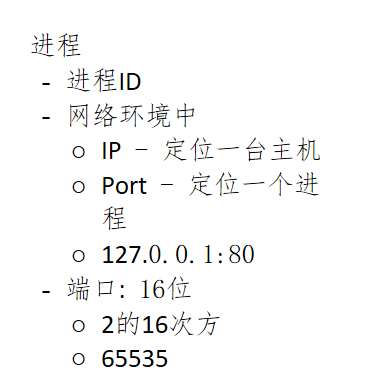 进程
- 进程ID
- 网络环境中
○ IP - 定位一台主机
○ Port - 定位一个进
程
○ 127.0.0.1:80
- 端口: 16位
○ 2的16次方
○ 65535